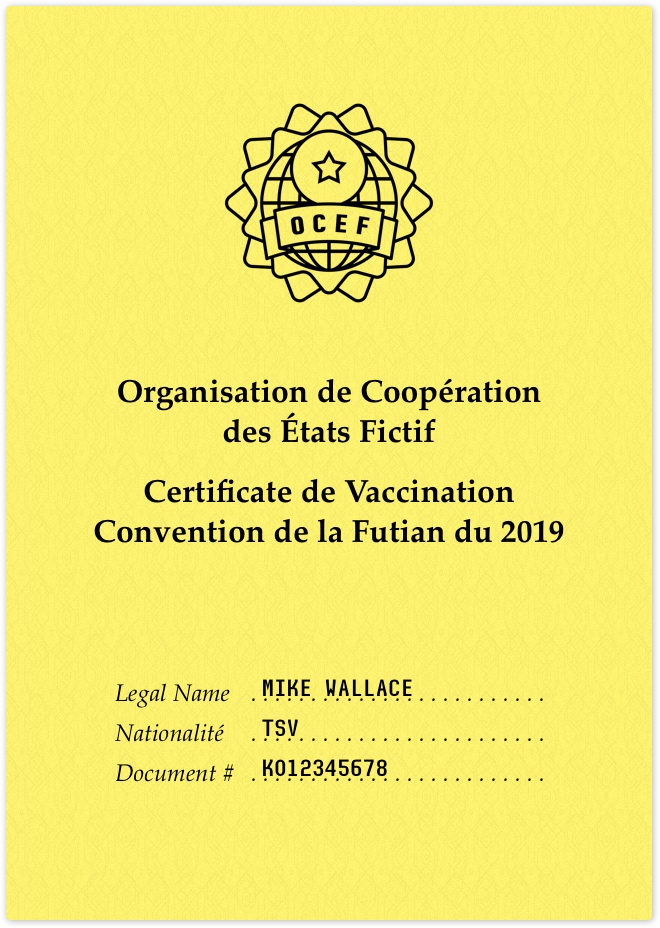 OCEF
Organisation de Coopération
des États Fictif
Certificate de Vaccination
Convention de la Futian du 2019
Legal Name . MIKE WALLACE
Nationalité . TSV
Document # . K012345678